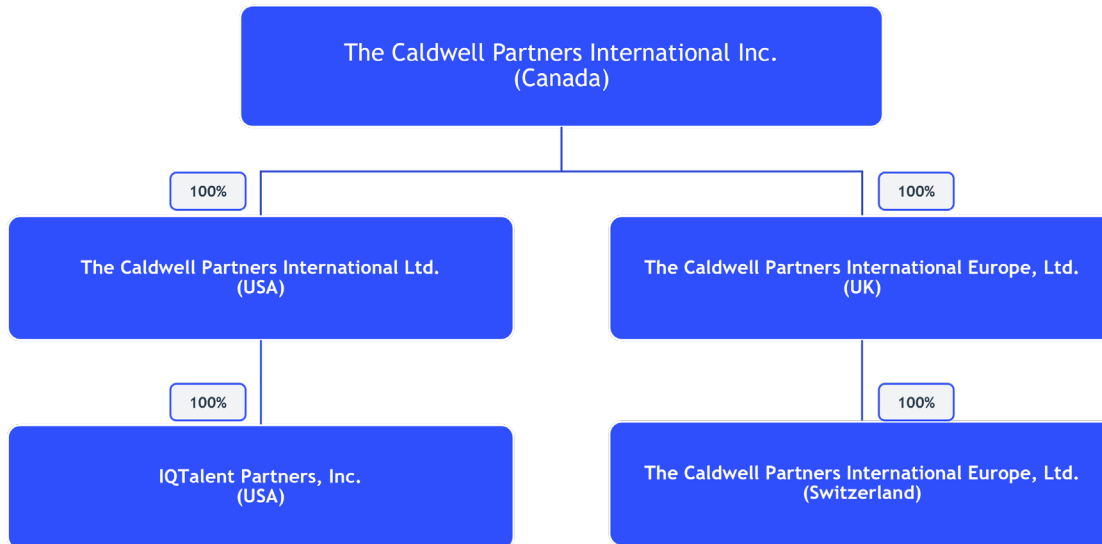 The Caldwell Partners International Inc.
(Canada)
100%
100%
The Caldwell Partners International Ltd.
(USA)
The Caldwell Partners International Europe, Ltd.
(UK)
100%
100%
IQTalent Partners, Inc.
(USA)
The Caldwell Partners International Europe, Ltd.
(Switzerland)